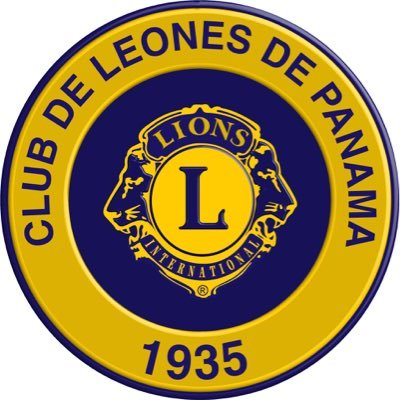 CLUB DE LEONES DE PANAMA
LIONS
L
INTERNATIONAL
®
1935